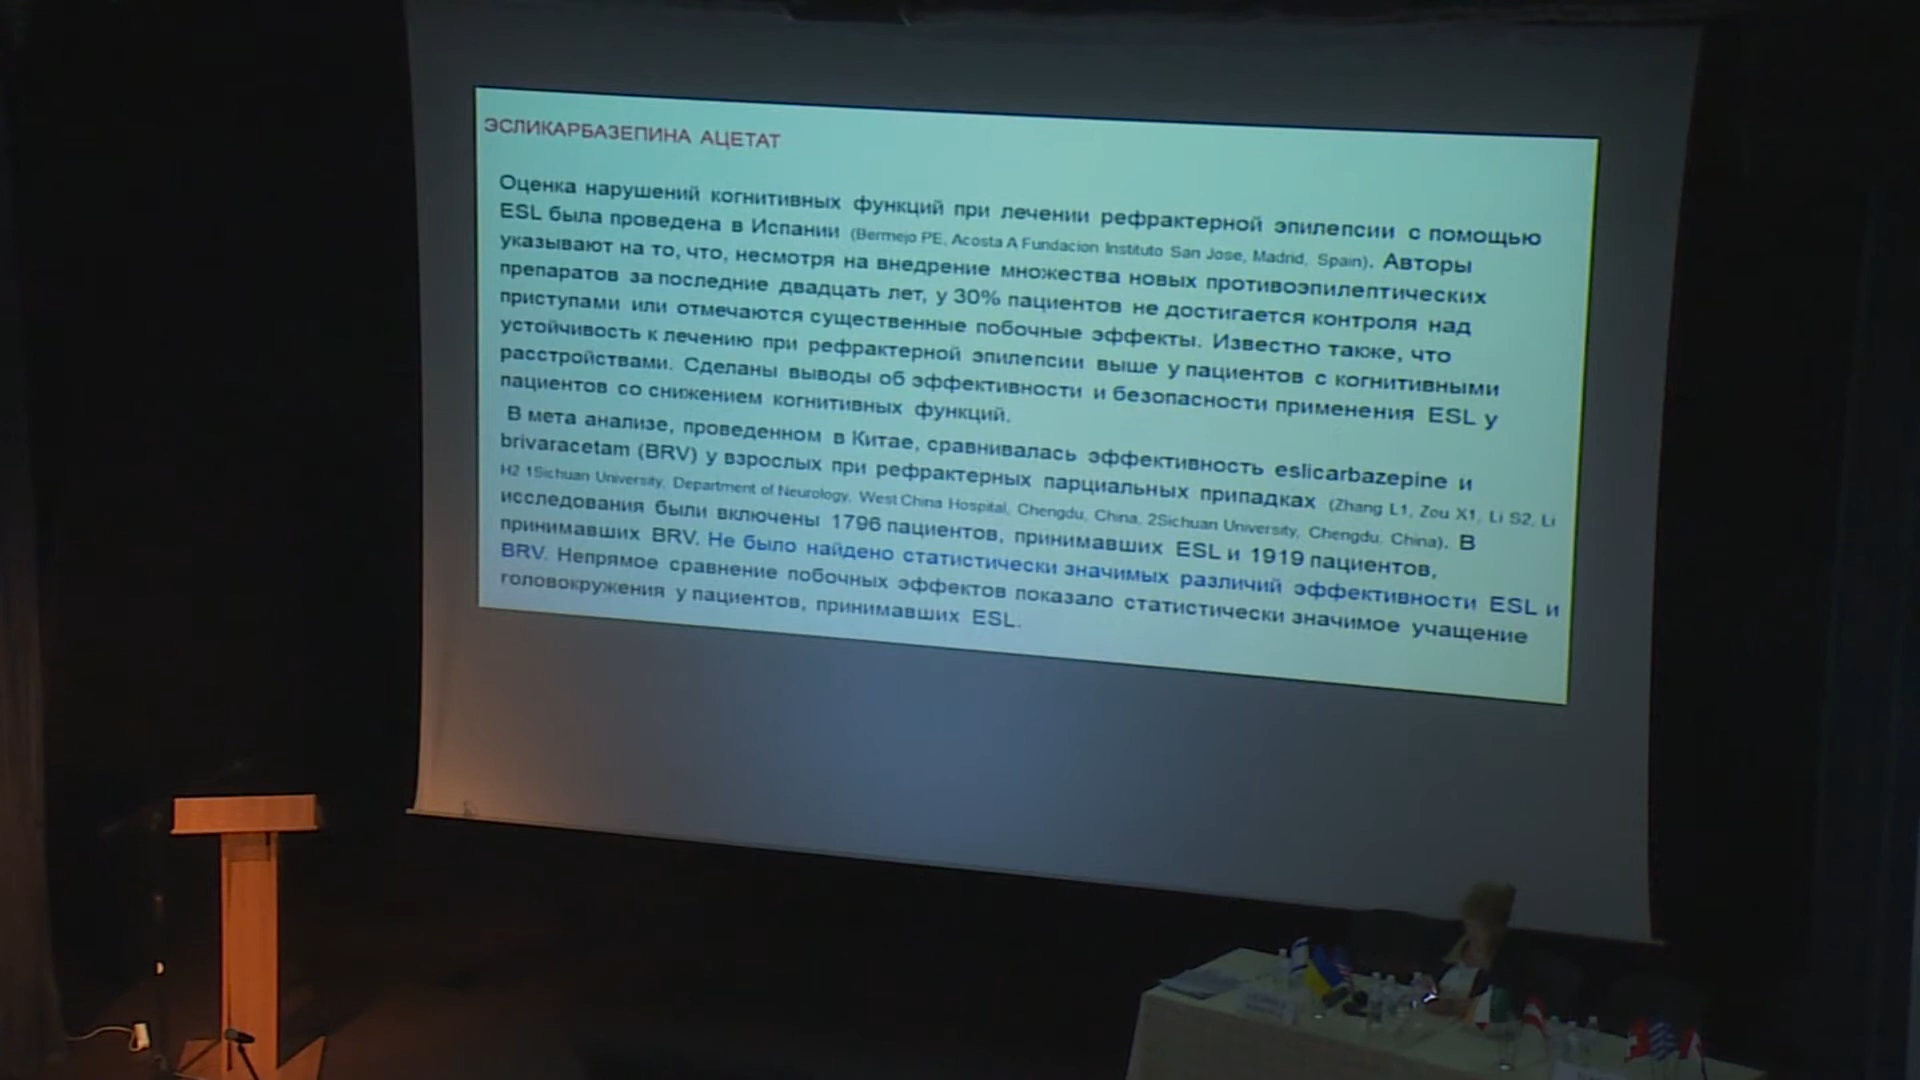 ЭСЛИКАРБАЗЕПИНА АЦЕТАТ
Оценка нарушений когнитивных функций при лечении рефрактерной эпилепсии с помощью
ESL была проведена в Испании (Bermejo PE, Acosta A Fundacion Instituto San Jose, Madrid, Spain). Авторы
указывают на то, что, несмотря на внедрение множества новых противоэпилептических
препаратов за последние двадцать лет, у 30% пациентов не достигается контроля над
приступами или отмечаются существенные побочные эффекты. Известно также, что
устойчивость к лечению при рефрактерной эпилепсии выше у пациентов с когнитивными
расстройствами. Сделаны выводы об эффективности и безопасности применения ESL у
пациентов со снижением когнитивных функций.
В мета анализе, проведенном в Китае, сравнивалась эффективность eslicarbazepine и
brivaracetam (BRV) у взрослых при рефрактерных парциальных припадках (Zhang L1, Zou X1, Li S2, Li
H2 1Sichuan University, Department of Neurology, West China Hospital, Chengdu, China, 2Sichuan University, Chengdu, China). В
исследования были включены 1796 пациентов, принимавших ESL и 1919 пациентов,
принимавших BRV. Не было найдено статистически значимых различий эффективности ESL и
BRV. Непрямое сравнение побочных эффектов показало статистически значимое учащение
головокружения у пациентов, принимавших ESL.